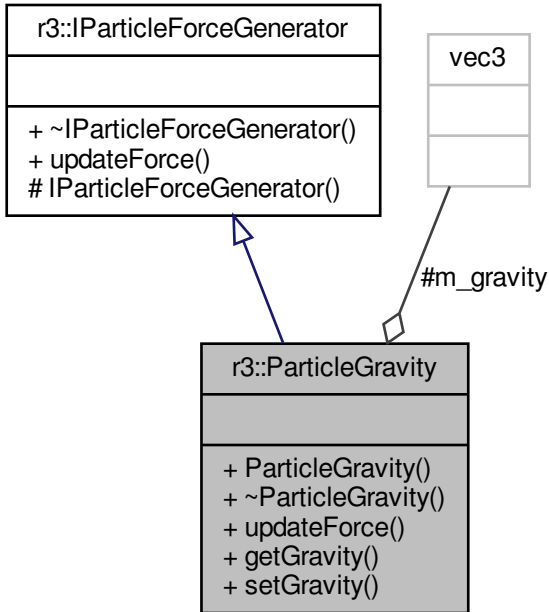 r3::IParticleForceGenerator
+ ~IParticleForceGenerator()
+ updateForce()
# IParticleForceGenerator()
vec3
#m_gravity
r3::ParticleGravity
+ ParticleGravity()
+ ~ParticleGravity()
+ updateForce()
+ getGravity()
+ setGravity()